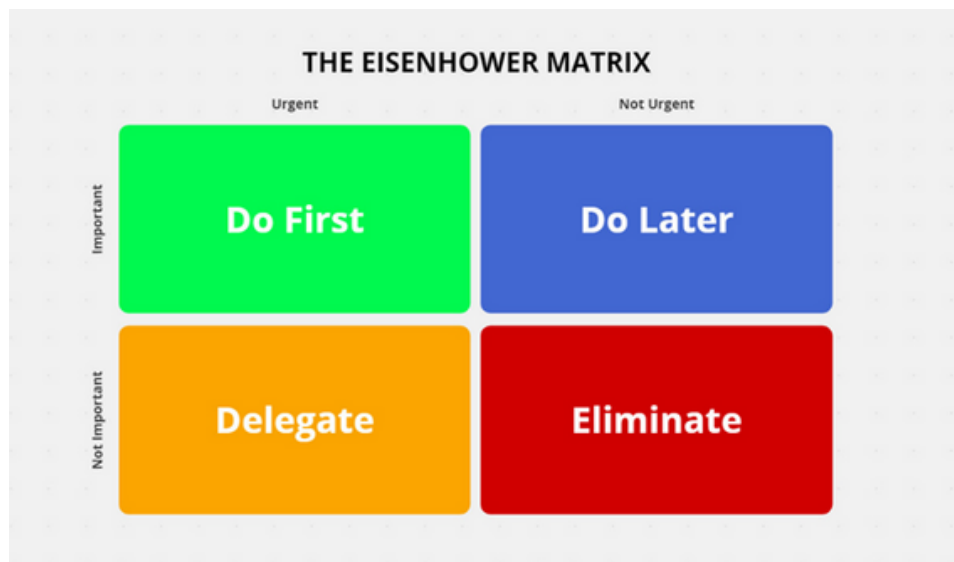 THE EISENHOWER MATRIX
Urgent
Not Urgent
Important
Do First
Do Later
Not Important
Delegate
Eliminate